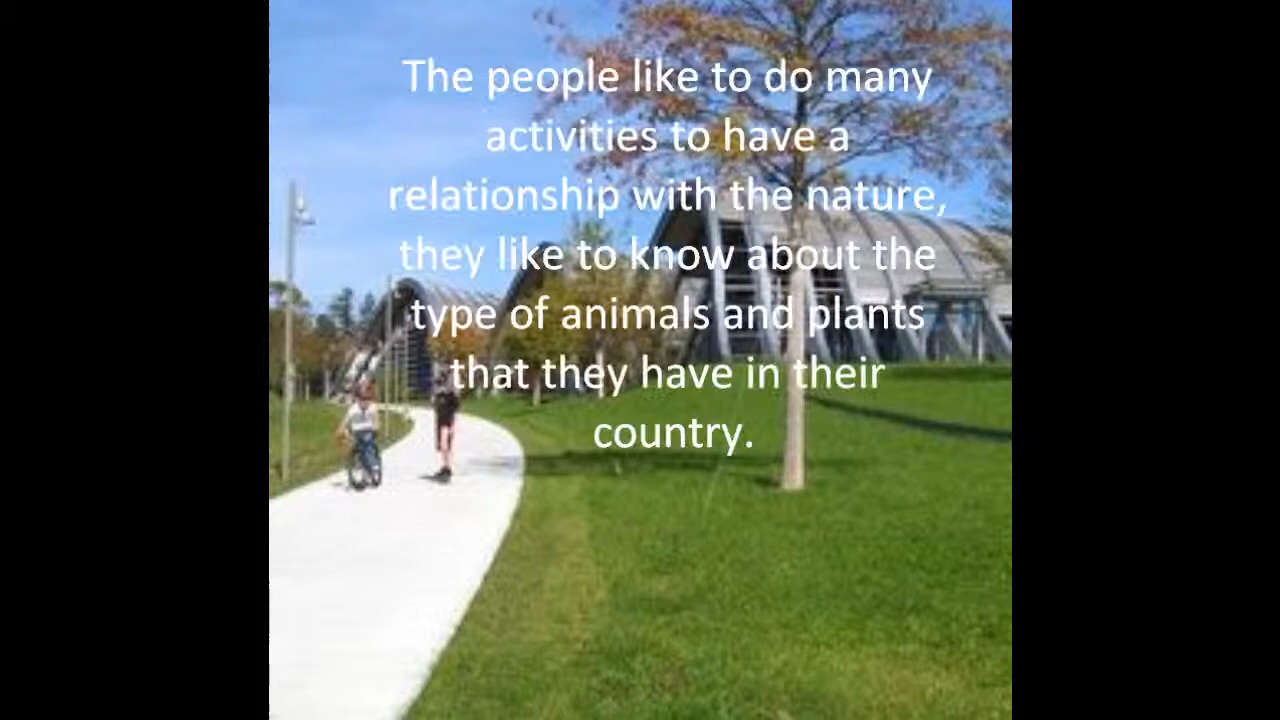 The people like to do many
activities to have a
relationship with the nature,
they like to know about the
type of animals and plants
that they have in their
country.